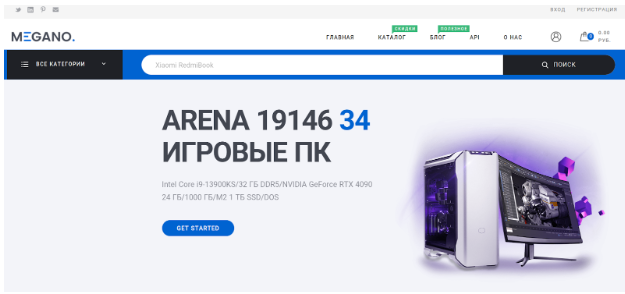 ВХОД РЕГИСТРАЦИЯ
MEGANO.
ГЛАВНАЯ КАТАЛОГ СКИДКИ БЛОГ ПОЛЕЗНОЕ API О НАС 0 0.00 РУБ.
ВСЕ КАТЕГОРИИ Xiaomi RedmiBook ПОИСК
ARENA 19146 34
ИГРОВЫЕ ПК
Intel Core i9-13900KS/32 ГБ DDR5/NVIDIA GeForce RTX 4090
24 ГБ/1000 ГБ/M2 1 ТБ SSD/DOS
GET STARTED